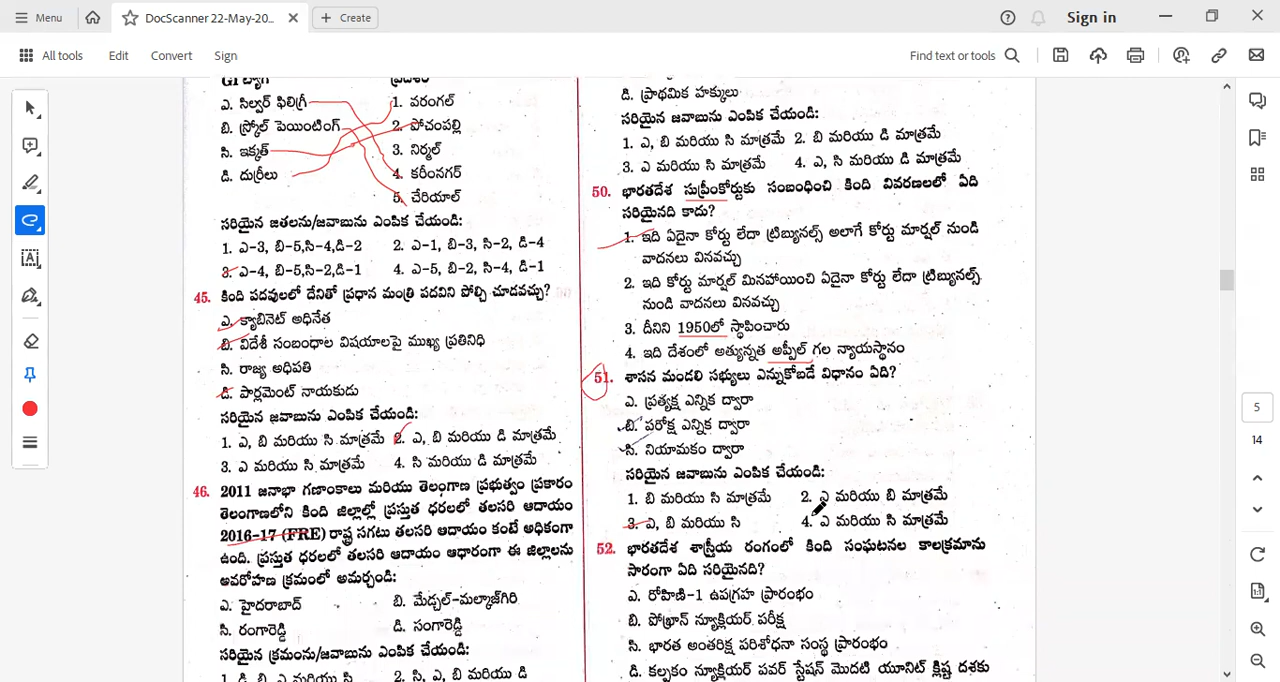 Menu
DocScanner 22-May-20...
Create
Sign in
All tools
Edit
Convert
Sign
Find text or tools
GI ట్యాగ్
ఎ. సిల్వర్ ఫిలిగ్రీ 1. వరంగల్
బి. స్క్రోల్ పెయింటింగ్ 2. పోచంపల్లి
సి. ఇక్కత్ 3. నిర్మల్
డి. దుర్రీలు 4. కరీంనగర్
5. చేరియాల్
సరియైన జతలను/జవాబును ఎంపిక చేయండి:
1. ఎ-3, బి-5,సి-4,డి-2 2. ఎ-1, బి-3, సి-2, డి-4
3. ఎ-4, బి-5,సి-2,డి-1 4. ఎ-5, బి-2, సి-4, డి-1
45. కింది పదవులలో దేనితో ప్రధాన మంత్రి పదవిని పోల్చి చూడవచ్చు?
ఎ. క్యాబినెట్ అధినేత
బి. విదేశీ సంబంధాల విషయాలపై ముఖ్య ప్రతినిధి
సి. రాజ్య అధిపతి
డి. పార్లమెంట్ నాయకుడు
సరియైన జవాబును ఎంపిక చేయండి:
1. ఎ, బి మరియు సి మాత్రమే 2. ఎ, బి మరియు డి మాత్రమే
3. ఎ మరియు సి మాత్రమే 4. సి మరియు డి మాత్రమే
46. 2011 జనాభా గణాంకాలు మరియు తెలంగాణ ప్రభుత్వం ప్రకారం
తెలంగాణలోని కింది జిల్లాల్లో ప్రస్తుత ధరలలో తలసరి ఆదాయం
2016-17 (FRE) రాష్ట్ర సగటు తలసరి ఆదాయం కంటే అధికంగా
ఉంది. ప్రస్తుత ధరలలో తలసరి ఆదాయం ఆధారంగా ఈ జిల్లాలను
అవరోహణ క్రమంలో అమర్చండి:
ఎ. హైదరాబాద్ బి. మేడ్చల్-మల్కాజ్‌గిరి
సి. రంగారెడ్డి డి. సంగారెడ్డి
సరియైన క్రమంను/జవాబును ఎంపిక చేయండి:
1. డి, బి, ఎ మరియు సి 2. సి, ఎ, బి మరియు డి
డి. ప్రాథమిక హక్కులు
సరియైన జవాబును ఎంపిక చేయండి:
1. ఎ, బి మరియు సి మాత్రమే 2. బి మరియు డి మాత్రమే
3. ఎ మరియు సి మాత్రమే 4. ఎ, సి మరియు డి మాత్రమే
50. భారతదేశ సుప్రీంకోర్టుకు సంబంధించి కింది వివరణలలో ఏది
సరియైనది కాదు?
1. ఇది ఏదైనా కోర్టు లేదా ట్రిబ్యునల్స్ అలాగే కోర్టు మార్షల్ నుండి
వాదనలు వినవచ్చు
2. ఇది కోర్టు మార్షల్ మినహాయించి ఏదైనా కోర్టు లేదా ట్రిబ్యునల్స్
నుండి వాదనలు వినవచ్చు
3. దీనిని 1950లో స్థాపించారు
4. ఇది దేశంలో అత్యున్నత అప్పీల్ గల న్యాయస్థానం
51. శాసన మండలి సభ్యులు ఎన్నుకోబడే విధానం ఏది?
ఎ. ప్రత్యక్ష ఎన్నిక ద్వారా
బి. పరోక్ష ఎన్నిక ద్వారా
సి. నియామకం ద్వారా
సరియైన జవాబును ఎంపిక చేయండి:
1. బి మరియు సి మాత్రమే 2. ఎ మరియు బి మాత్రమే
3. ఎ, బి మరియు సి 4. ఎ మరియు సి మాత్రమే
52. భారతదేశ శాస్త్రీయ రంగంలో కింది సంఘటనల కాలక్రమాను
సారంగా ఏది సరియైనది?
ఎ. రోహిణి-1 ఉపగ్రహ ప్రారంభం
బి. పోఖ్రాన్ న్యూక్లియర్ పరీక్ష
సి. భారత అంతరిక్ష పరిశోధనా సంస్థ ప్రారంభం
డి. కల్పకం న్యూక్లియర్ పవర్ స్టేషన్ మొదటి యూనిట్ క్లిష్ట దశకు
5
14